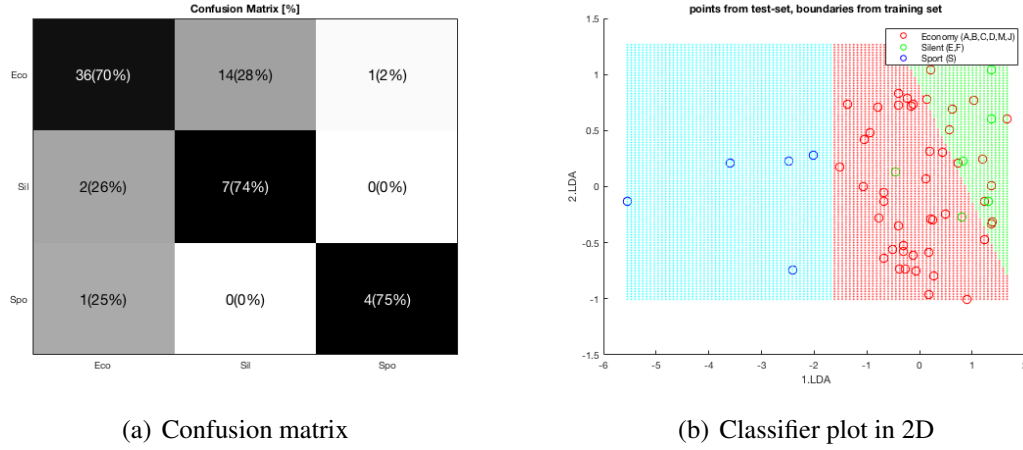 Confusion Matrix [%]
Eco
36(70%)
14(28%)
1(2%)
Sil
2(26%)
7(74%)
0(0%)
Spo
1(25%)
0(0%)
4(75%)
Eco
Sil
Spo
(a) Confusion matrix
points from test-set, boundaries from training set
Economy (A,B,C,D,M,J)
Silent (E,F)
Sport (S)
1.5
1
0.5
0
-0.5
-1
-1.5
2.LDA
-6
-5
-4
-3
-2
-1
0
1
2
1.LDA
(b) Classifier plot in 2D